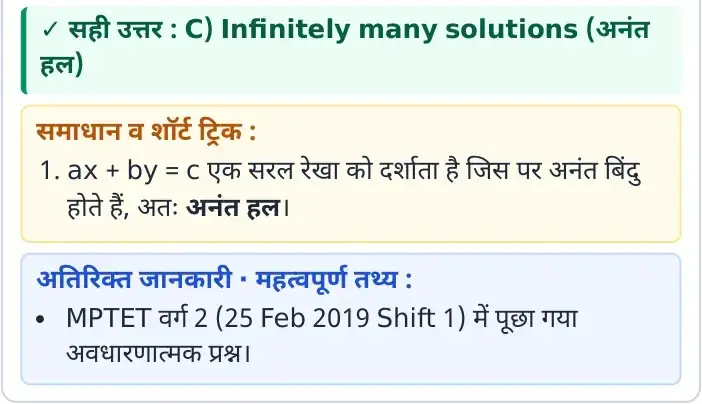 ✓ सही उत्तर : C) Infinitely many solutions (अनंत
हल)
समाधान व शॉर्ट ट्रिक :
1. ax + by = c एक सरल रेखा को दर्शाता है जिस पर अनंत बिंदु
होते हैं, अतः अनंत हल।
अतिरिक्त जानकारी · महत्वपूर्ण तथ्य :
• MPTET वर्ग 2 (25 Feb 2019 Shift 1) में पूछा गया
अवधारणात्मक प्रश्न।